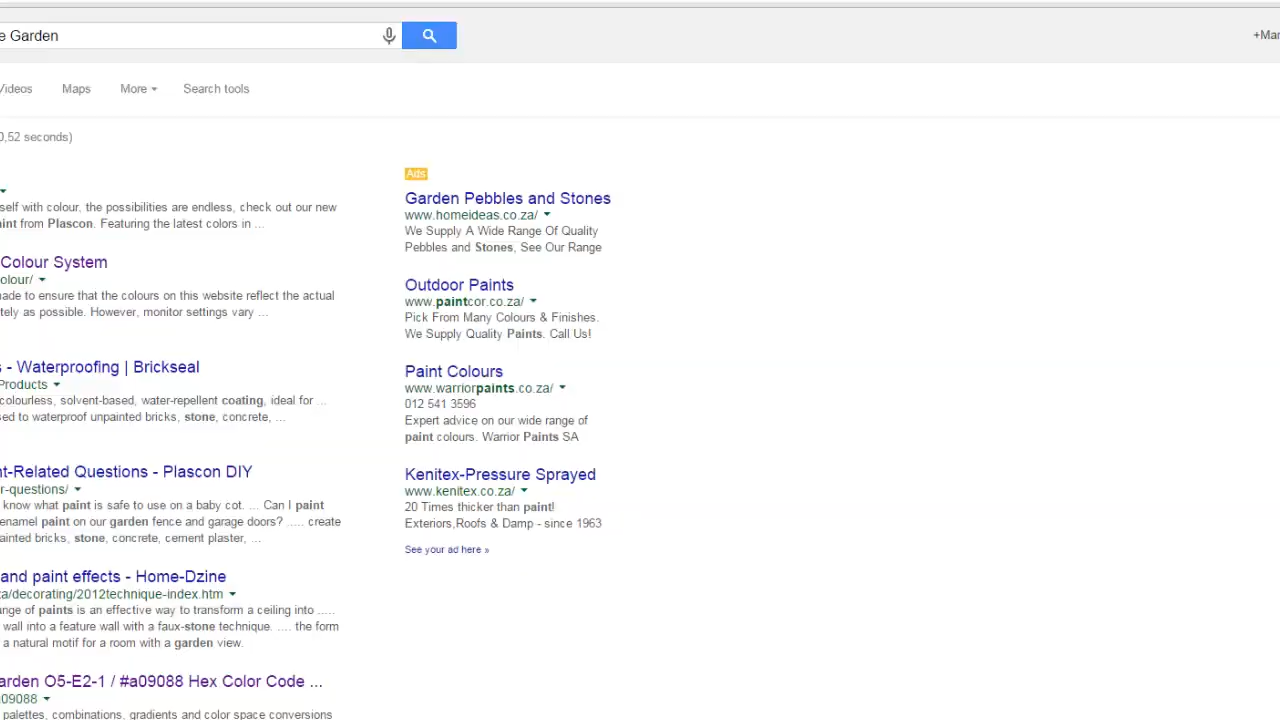 e Garden
+Mar
Videos Maps More Search tools
0,52 seconds)
self with colour, the possibilities are endless, check out our new
aint from Plascon. Featuring the latest colors in ...
Colour System
olour/
made to ensure that the colours on this website reflect the actual
tely as possible. However, monitor settings vary ...
s - Waterproofing | Brickseal
Products
colourless, solvent-based, water-repellent coating, ideal for ...
sed to waterproof unpainted bricks, stone, concrete, ...
nt-Related Questions - Plascon DIY
r-questions/
know what paint is safe to use on a baby cot. ... Can I paint
enamel paint on our garden fence and garage doors? ..... create
ainted bricks, stone, concrete, cement plaster, ...
and paint effects - Home-Dzine
za/decorating/2012technique-index.htm
ange of paints is an effective way to transform a ceiling into .....
wall into a feature wall with a faux-stone technique. .... the form
a natural motif for a room with a garden view.
arden O5-E2-1 / #a09088 Hex Color Code ...
a09088
palettes, combinations, gradients and color space conversions
Ads
Garden Pebbles and Stones
www.homeideas.co.za/
We Supply A Wide Range Of Quality
Pebbles and Stones, See Our Range
Outdoor Paints
www.paintcor.co.za/
Pick From Many Colours & Finishes.
We Supply Quality Paints. Call Us!
Paint Colours
www.warriorpaints.co.za/
012 541 3596
Expert advice on our wide range of
paint colours. Warrior Paints SA
Kenitex-Pressure Sprayed
www.kenitex.co.za/
20 Times thicker than paint!
Exteriors,Roofs & Damp - since 1963
See your ad here »